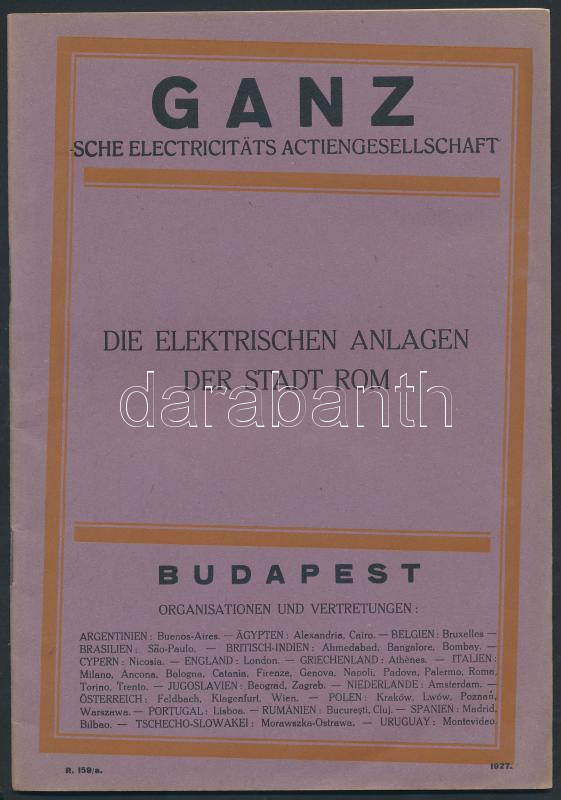 GANZ
-SCHE ELECTRICITÄTS ACTIENGESELLSCHAFT
DIE ELEKTRISCHEN ANLAGEN
DER STADT ROM
darabanth
BUDAPEST
ORGANISATIONEN UND VERTRETUNGEN:
ARGENTINIEN: Buenos-Aires. — ÄGYPTEN: Alexandria, Cairo. — BELGIEN: Bruxelles —
BRASILIEN: São-Paulo. — BRITISCH-INDIEN: Ahmedabad, Bangalore, Bombay. —
CYPERN: Nicosia. — ENGLAND: London. — GRIECHENLAND: Athènes. — ITALIEN:
Milano, Ancona, Bologna, Catania, Firenze, Genova, Napoli, Padova, Palermo, Roma,
Torino, Trento. — JUGOSLAVIEN: Beograd, Zagreb. — NIEDERLANDE: Amsterdam. —
ÖSTERREICH: Feldbach, Klagenfurt, Wien. — POLEN: Kraków, Lwów, Poznań,
Warszawa. — PORTUGAL: Lisboa. — RUMÄNIEN: Bucureşti, Cluj. — SPANIEN: Madrid,
Bilbao. — TSCHECHO-SLOWAKEI: Morawszka-Ostrawa. — URUGUAY: Montevideo.
R. 159/a.
1927.